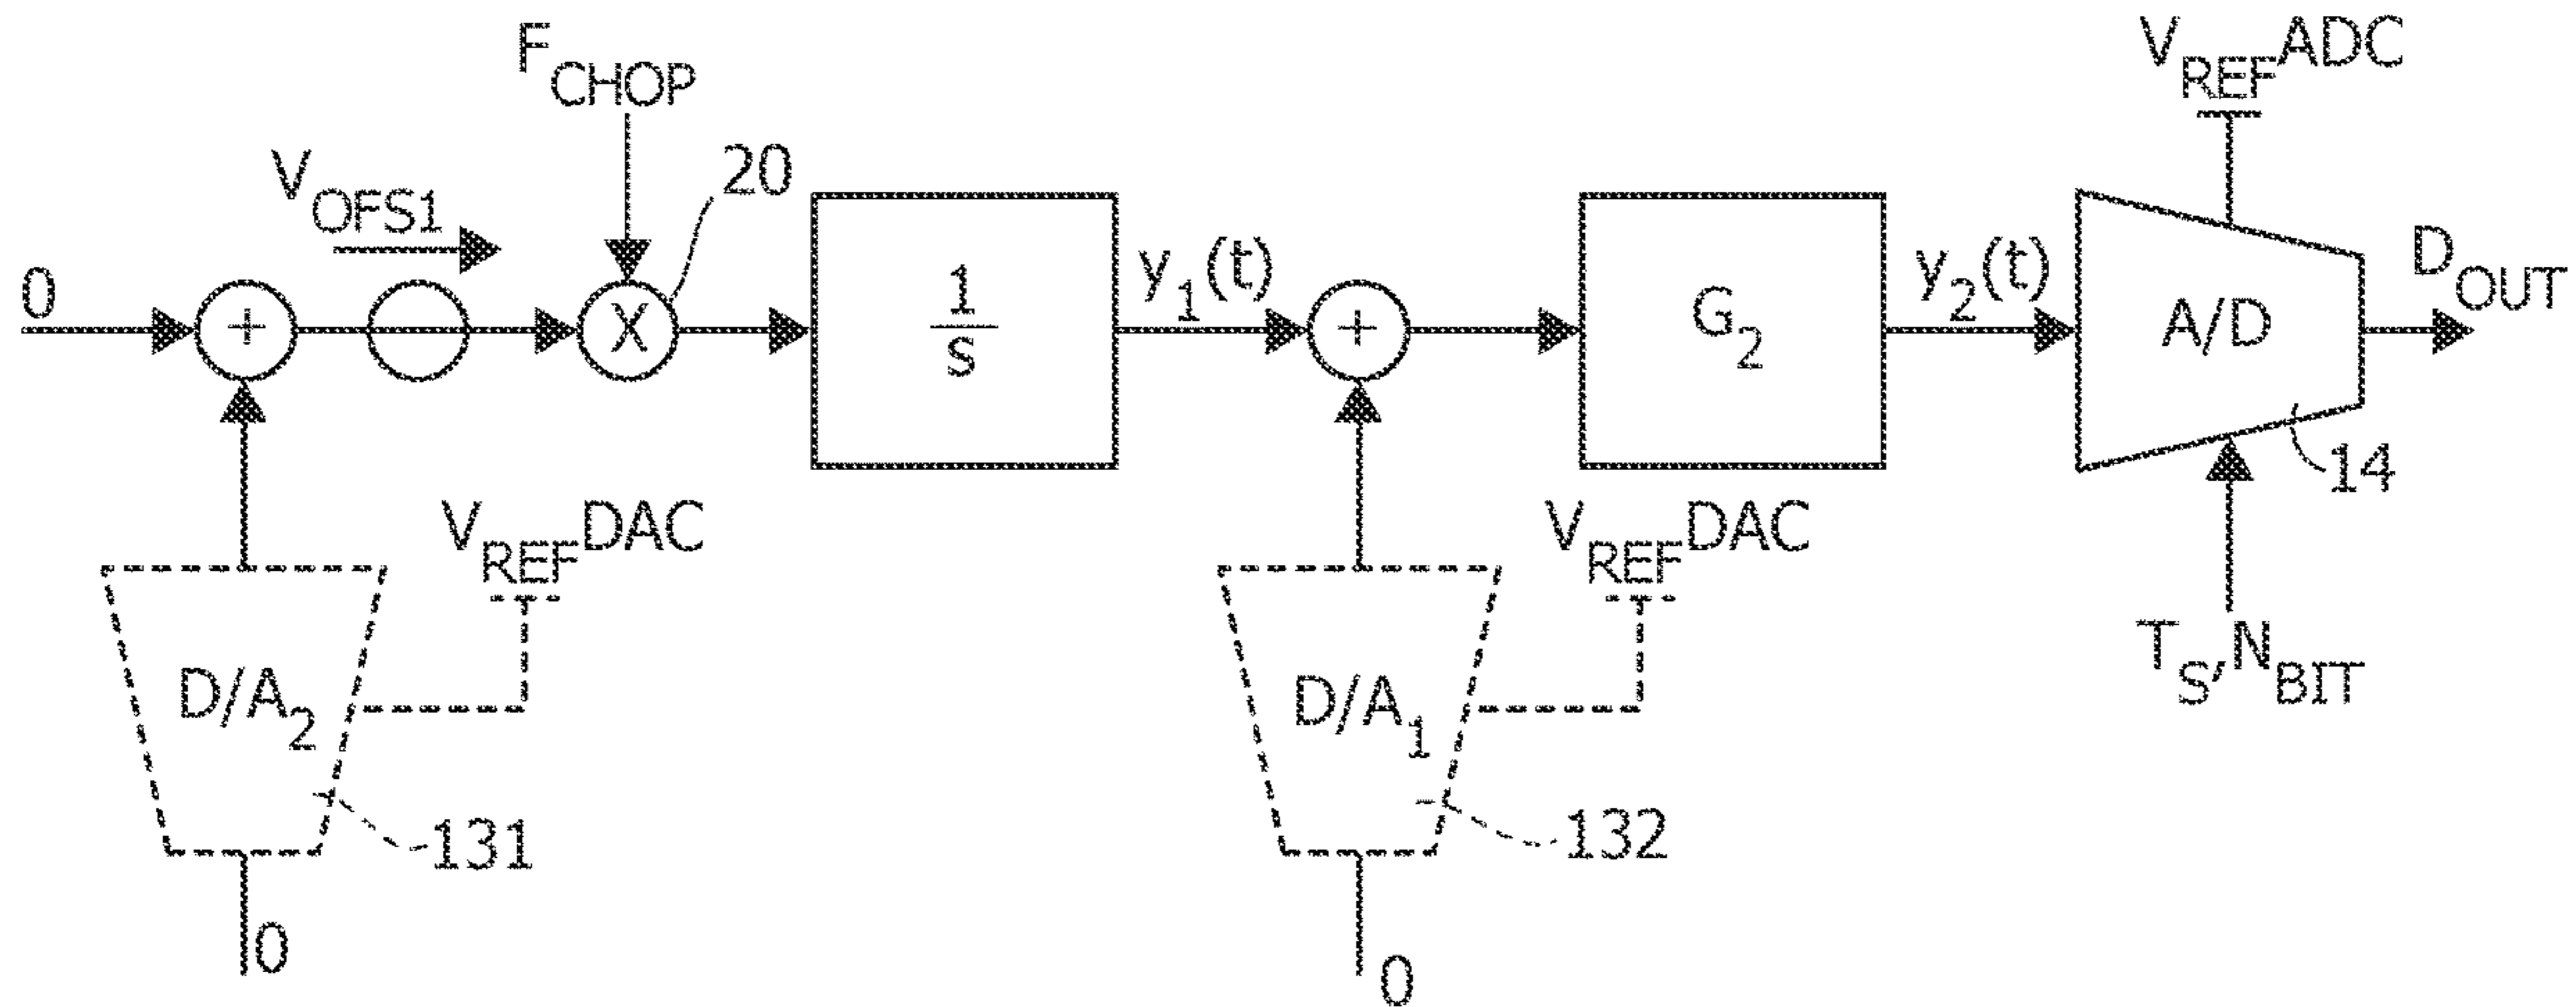 F_CHOP
V_REF ADC
V_OFS1
20
0
+
X
1/s
y_1(t)
+
G_2
y_2(t)
A/D
D_OUT
14
V_REF DAC
V_REF DAC
T_S, N_BIT
D/A_2
D/A_1
131
132
0
0